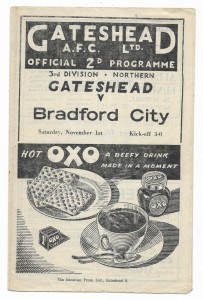 GATESHEAD
A.F.C. LTD.
OFFICIAL 2D PROGRAMME
3RD DIVISION - NORTHERN
GATESHEAD
V
Bradford City
Saturday, November 1st Kick-off 3-0
HOT OXO A BEEFY DRINK
MADE IN A MOMENT
OXO
OXO